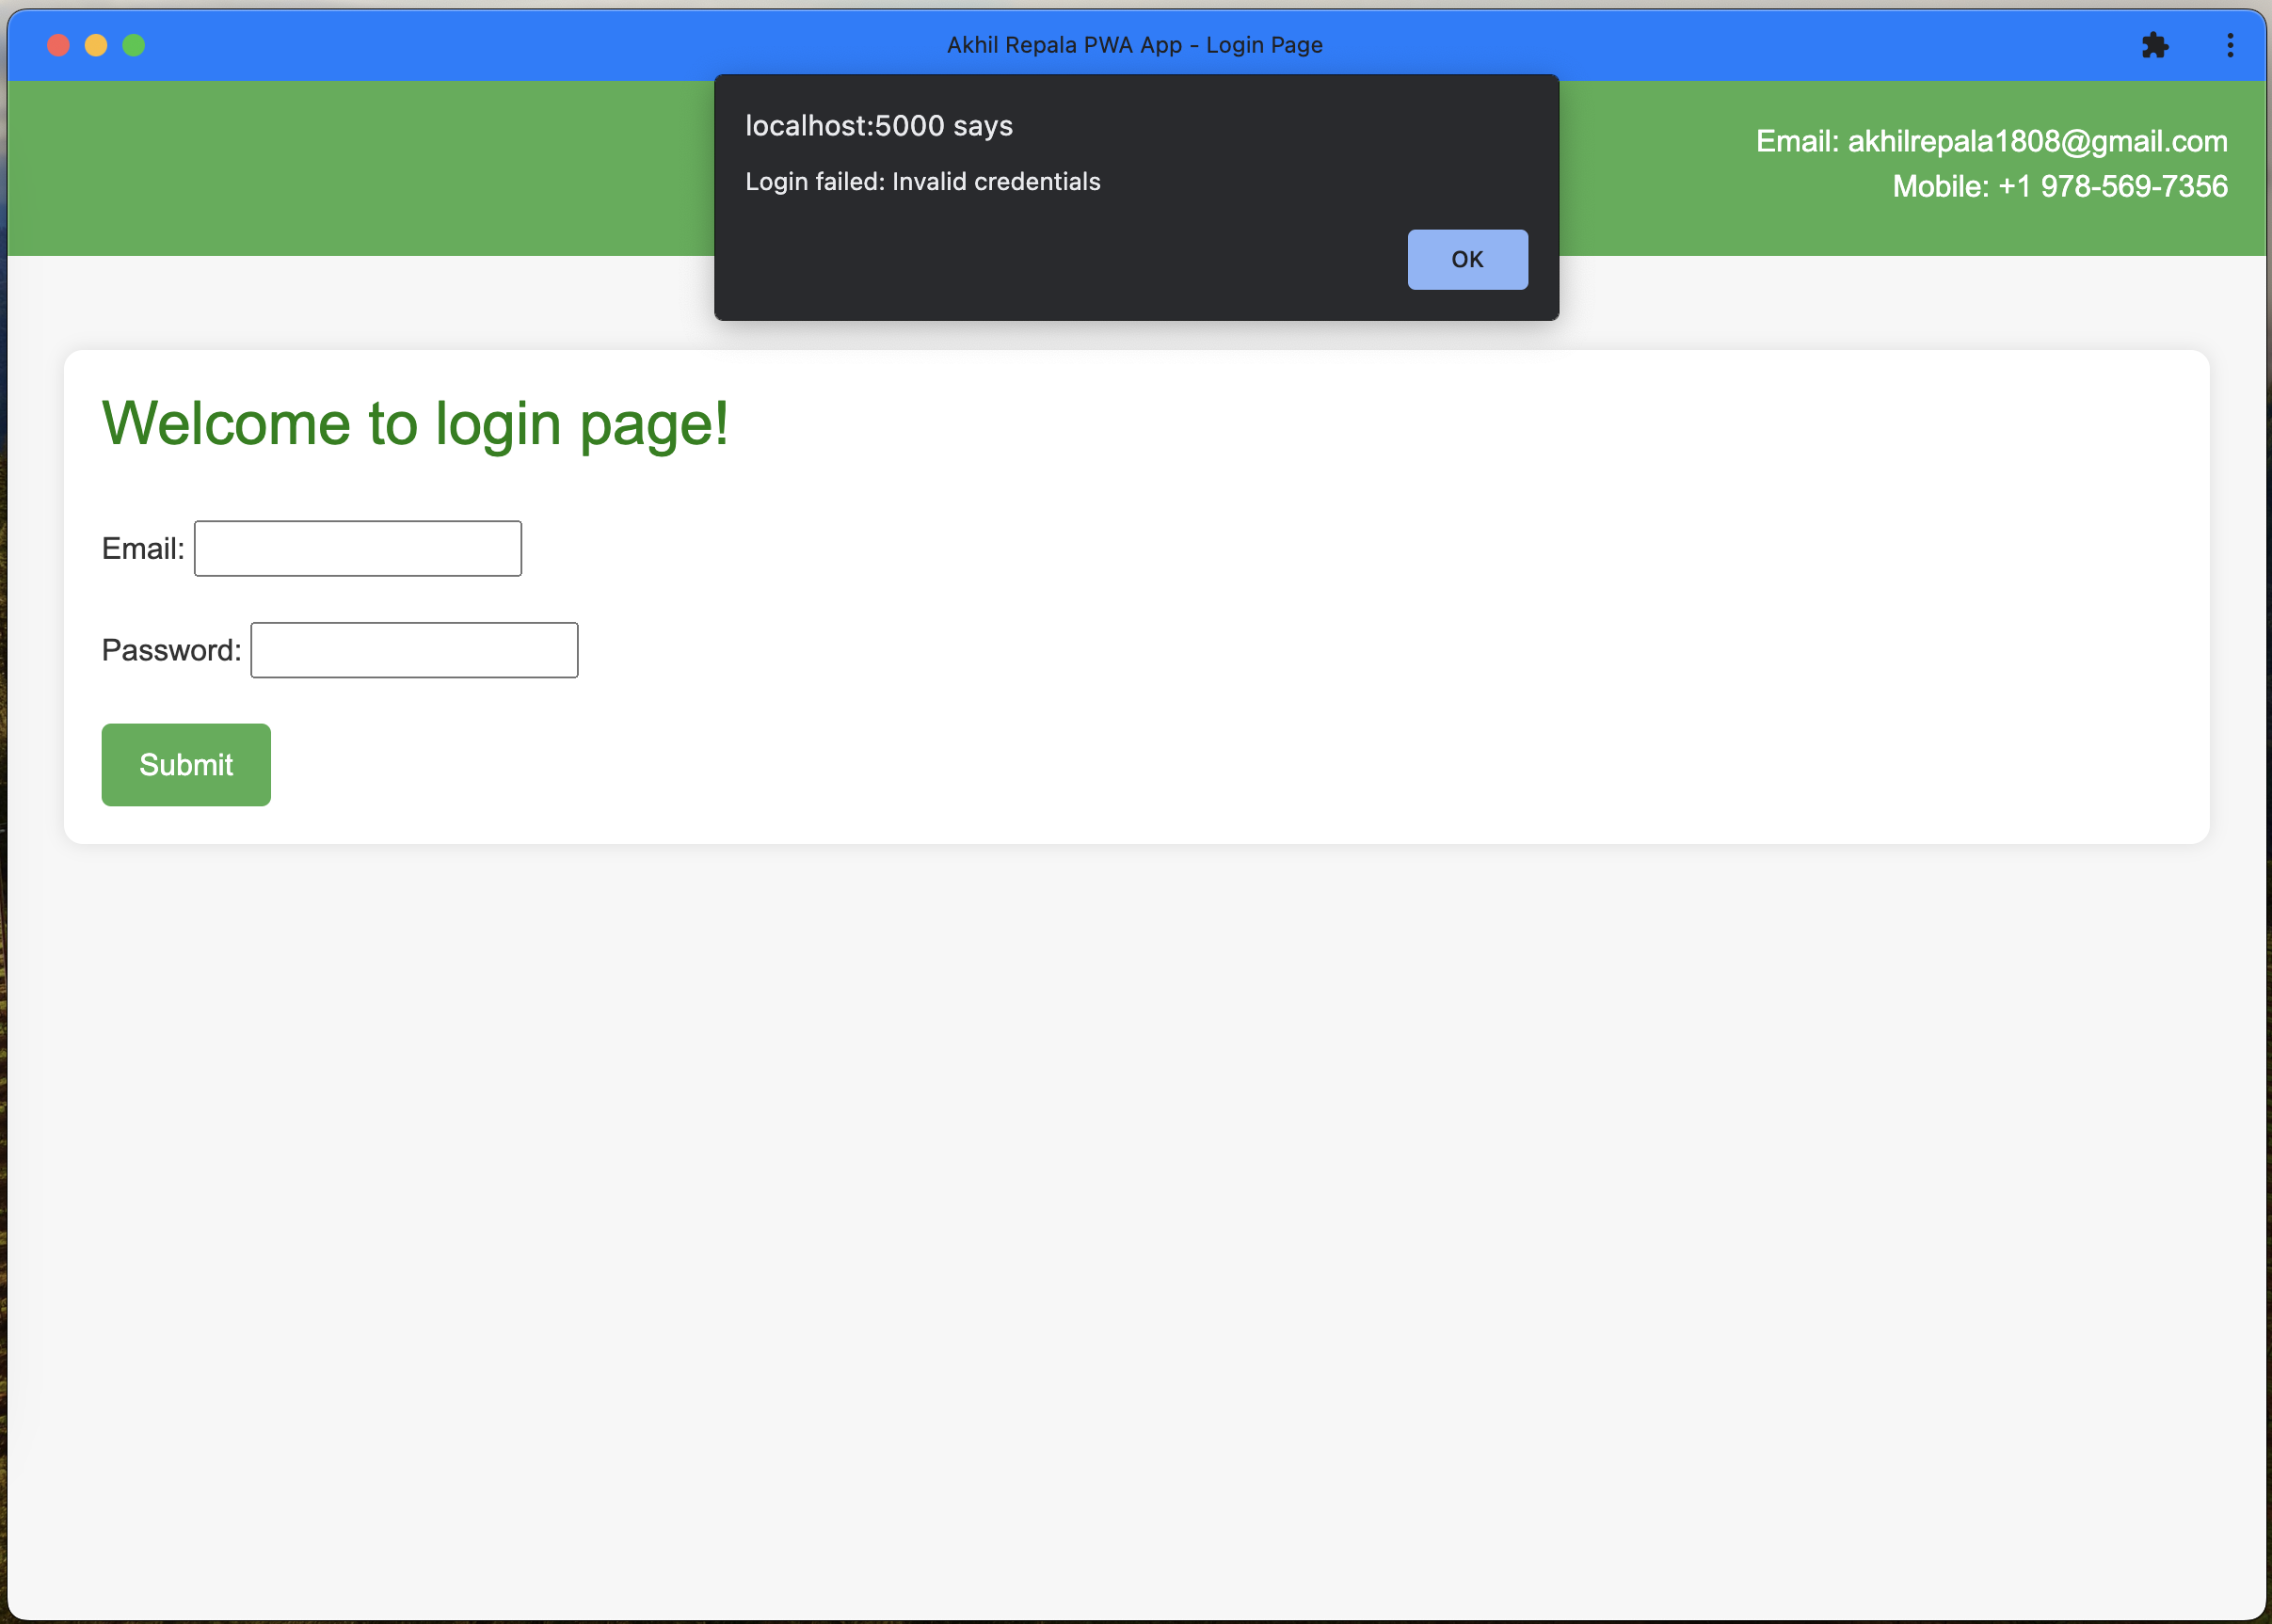 Akhil Repala PWA App - Login Page
localhost:5000 says
Login failed: Invalid credentials
OK
Email: akhilrepala1808@gmail.com
Mobile: +1 978-569-7356
Welcome to login page!
Email:
Password:
Submit